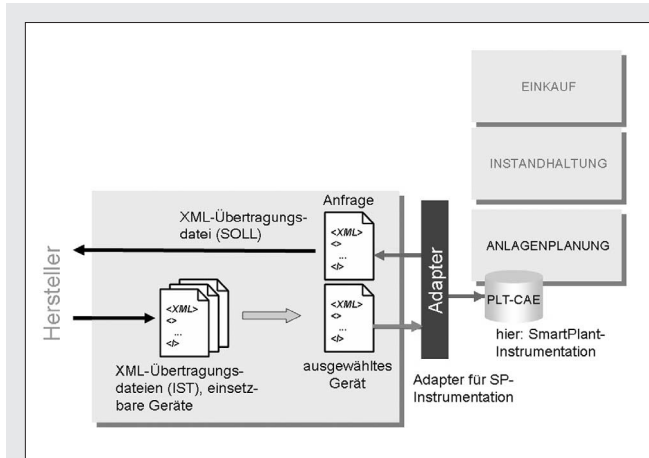 EINKAUF
INSTANDHALTUNG
ANLAGENPLANUNG
PLT-CAE
hier: SmartPlant-
Instrumentation
Adapter
Adapter für SP-
Instrumentation
Anfrage
<XML>
<>
...
</>
XML-Übertragungs-
datei (SOLL)
Hersteller
<XML>
<>
...
</>
XML-Übertragungs-
dateien (IST), einsetz-
bare Geräte
<XML>
<>
...
</>
ausgewähltes
Gerät